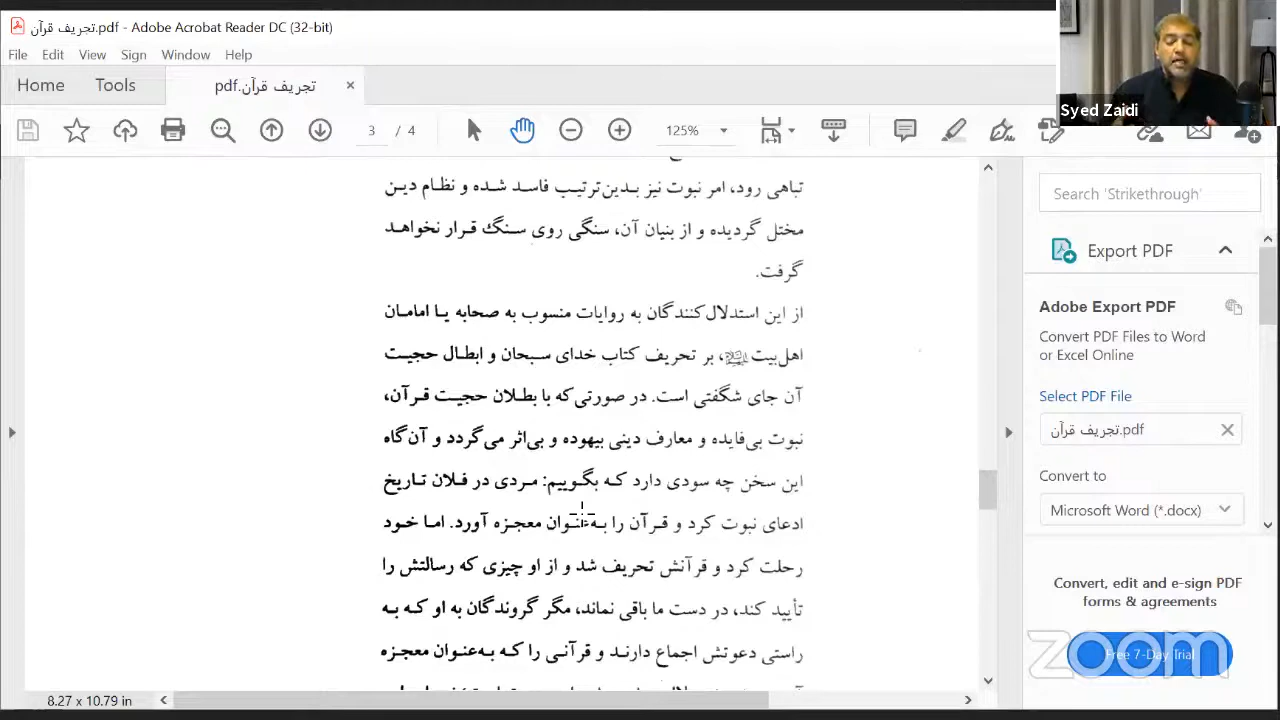 تجریف قرآن.pdf - Adobe Acrobat Reader DC (32-bit)
File Edit View Sign Window Help
Home Tools تجریف قرآن.pdf ×
3 / 4 125%
Syed Zaidi
تباهی رود، امر نبوت نیز بدین‌ترتیب فاسد شده و نظام دین
مختل گردیده و از بنیان آن، سنگی روی سنگ قرار نخواهد
گرفت.
از این استدلال‌کنندگان به روایات منسوب به صحابه یا امامان
اهل‌بیت، بر تحریف کتاب خدای سبحان و ابطال حجیت
آن جای شگفتی است. در صورتی‌که با بطلان حجیت قرآن،
نبوت بی‌فایده و معارف دینی بیهوده و بی‌اثر می‌گردد و آن‌گاه
این سخن چه سودی دارد که بگوییم: مردی در فلان تاریخ
ادعای نبوت کرد و قرآن را به‌عنوان معجزه آورد. اما خود
رحلت کرد و قرآنش تحریف شد و از او چیزی که رسالتش را
تأیید کند، در دست ما باقی نماند، مگر گروندگان به او که به
راستی دعوتش اجماع دارند و قرآنی را که به‌عنوان معجزه
8.27 x 10.79 in
Search 'Strikethrough'
Export PDF
Adobe Export PDF
Convert PDF Files to Word
or Excel Online
Select PDF File
تجریف قرآن.pdf
Convert to
Microsoft Word (*.docx)
Convert, edit and e-sign PDF
forms & agreements
Free 7-Day Trial
zoom